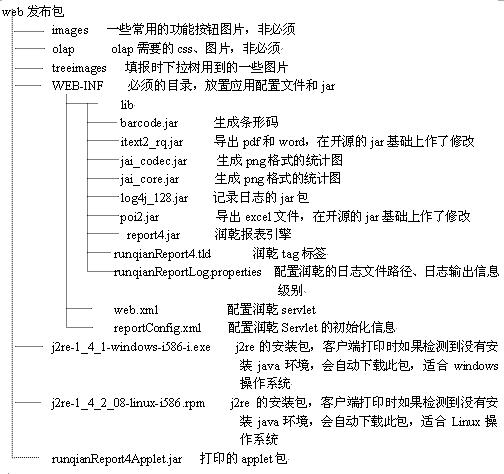 web 发布包
images 一些常用的功能按钮图片，非必须
olap olap 需要的 css、图片，非必须
treeimages 填报时下拉树用到的一些图片
WEB-INF 必须的目录，放置应用配置文件和 jar
lib
barcode.jar 生成条形码
itext2_rq.jar 导出 pdf 和 word，在开源的 jar 基础上作了修改
jai_codec.jar 生成 png 格式的统计图
jai_core.jar 生成 png 格式的统计图
log4j_128.jar 记录日志的 jar 包
poi2.jar 导出 excel 文件，在开源的 jar 基础上作了修改
report4.jar 润乾报表引擎
runqianReport4.tld 润乾 tag 标签
runqianReportLog.properties 配置润乾的日志文件路径、日志输出信息
级别
web.xml 配置润乾 servlet
reportConfig.xml 配置润乾 Servlet 的初始化信息
j2re-1_4_1-windows-i586-i.exe j2re 的安装包，客户端打印时如果检测到没有安
装 java 环境，会自动下载此包，适合 windows
操作系统
j2re-1_4_2_08-linux-i586.rpm j2re 的安装包，客户端打印时如果检测到没有安
装 java 环境，会自动下载此包，适合 Linux 操
作系统
runqianReport4Applet.jar 打印的 applet 包